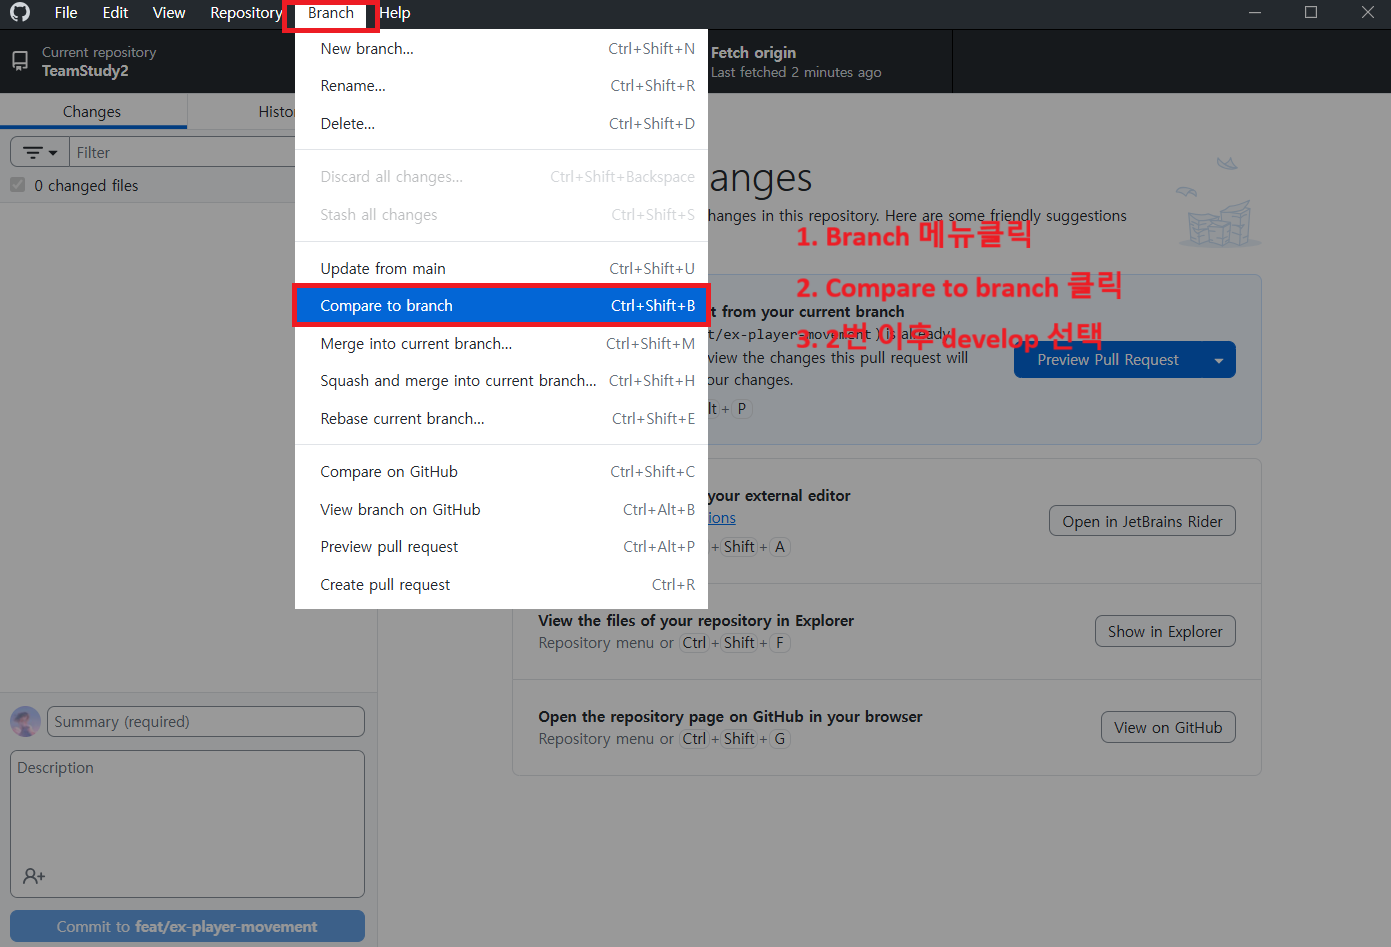 File Edit View Repository Branch Help
Current repository
TeamStudy2
Fetch origin
Last fetched 2 minutes ago
Changes
Histo
Filter
0 changed files
New branch... Ctrl+Shift+N
Rename... Ctrl+Shift+R
Delete... Ctrl+Shift+D
Discard all changes... Ctrl+Shift+Backspace
Stash all changes Ctrl+Shift+S
Update from main Ctrl+Shift+U
Compare to branch Ctrl+Shift+B
Merge into current branch... Ctrl+Shift+M
Squash and merge into current branch... Ctrl+Shift+H
Rebase current branch... Ctrl+Shift+E
Compare on GitHub Ctrl+Shift+C
View branch on GitHub Ctrl+Alt+B
Preview pull request Ctrl+Alt+P
Create pull request Ctrl+R
anges
hanges in this repository. Here are some friendly suggestions
1. Branch 메뉴클릭
2. Compare to branch 클릭
3. 2번 이후 develop 선택
t from your current branch
t/ex-player-movement ) is already
view the changes this pull request will
our changes.
lt + P
Preview Pull Request
your external editor
ions
+ Shift + A
Open in JetBrains Rider
View the files of your repository in Explorer
Repository menu or Ctrl + Shift + F
Show in Explorer
Open the repository page on GitHub in your browser
Repository menu or Ctrl + Shift + G
View on GitHub
Summary (required)
Description
Commit to feat/ex-player-movement